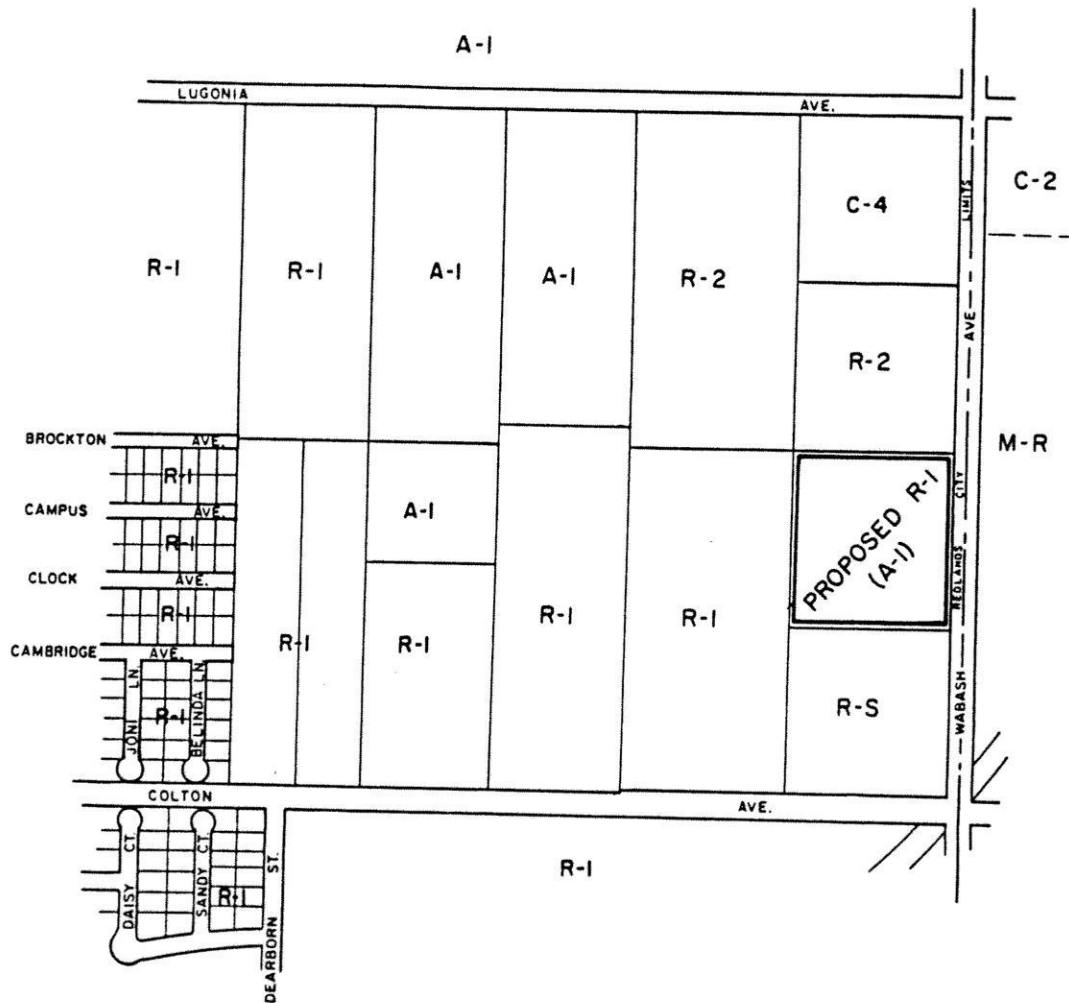 A-1
LUGONIA AVE.
C-4
LIMITS
C-2
R-1
R-1
A-1
A-1
R-2
AVE
R-2
BROCKTON AVE.
M-R
R-1
CITY
CAMPUS AVE.
A-1
PROPOSED R-1
(A-1)
R-1
CLOCK AVE.
REDLANDS
R-1
R-1
R-1
R-1
R-1
CAMBRIDGE AVE.
JONI LN.
R-1
BELINDA LN.
R-S
WABASH
COLTON AVE.
DAISY CT.
SANDY CT.
R-1
DEARBORN ST.
R-1